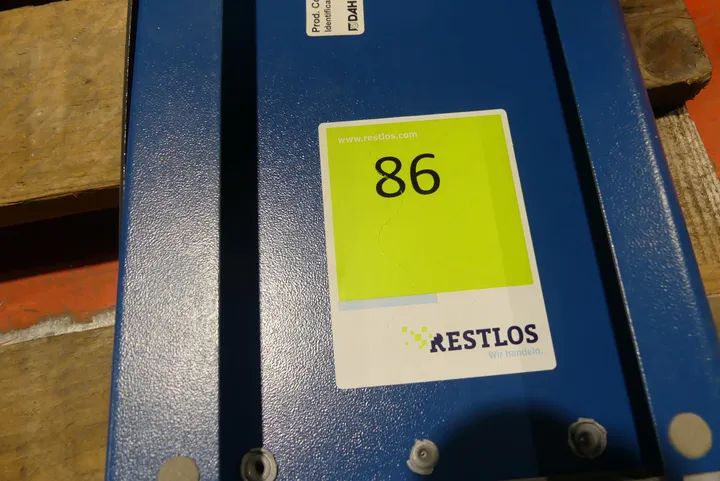 Prod. Co
Identifica
DAH
www.restlos.com
86
RESTLOS
Wir handeln.